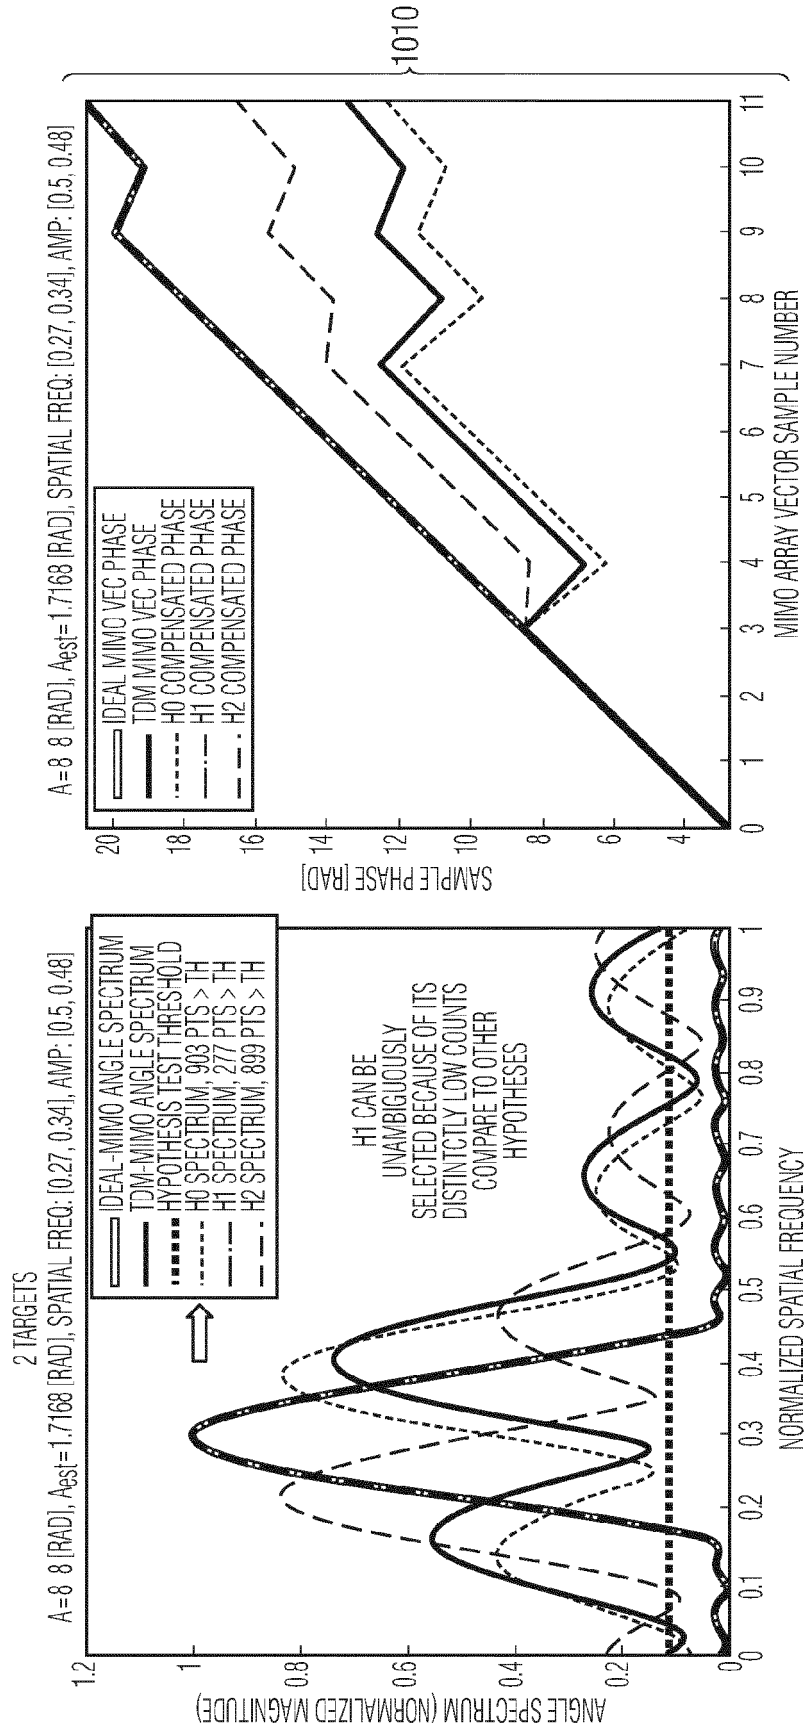 2 TARGETS
A=8 8 [RAD], Aest= 1.7168 [RAD], SPATIAL FREQ: [0.27, 0.34], AMP: [0.5, 0.48]
ANGLE SPECTRUM (NORMALIZED MAGNITUDE)
1.2
1
0.8
0.6
0.4
0.2
0
IDEAL-MIMO ANGLE SPECTRUM
TDM-MIMO ANGLE SPECTRUM
HYPOTHESIS TEST THRESHOLD
H0 SPECTRUM, 903 PTS > TH
H1 SPECTRUM, 277 PTS > TH
H2 SPECTRUM, 899 PTS > TH
H1 CAN BE
UNAMBIGUOUSLY
SELECTED BECAUSE OF ITS
DISTINCTLY LOW COUNTS
COMPARE TO OTHER
HYPOTHESES
0 0.1 0.2 0.3 0.4 0.5 0.6 0.7 0.8 0.9 1
NORMALIZED SPATIAL FREQUENCY
A=8 8 [RAD], Aest= 1.7168 [RAD], SPATIAL FREQ: [0.27, 0.34], AMP: [0.5, 0.48]
SAMPLE PHASE [RAD]
20
18
16
14
12
10
8
6
4
IDEAL MIMO VEC PHASE
TDM MIMO VEC PHASE
H0 COMPENSATED PHASE
H1 COMPENSATED PHASE
H2 COMPENSATED PHASE
0 1 2 3 4 5 6 7 8 9 10 11
MIMO ARRAY VECTOR SAMPLE NUMBER
1010